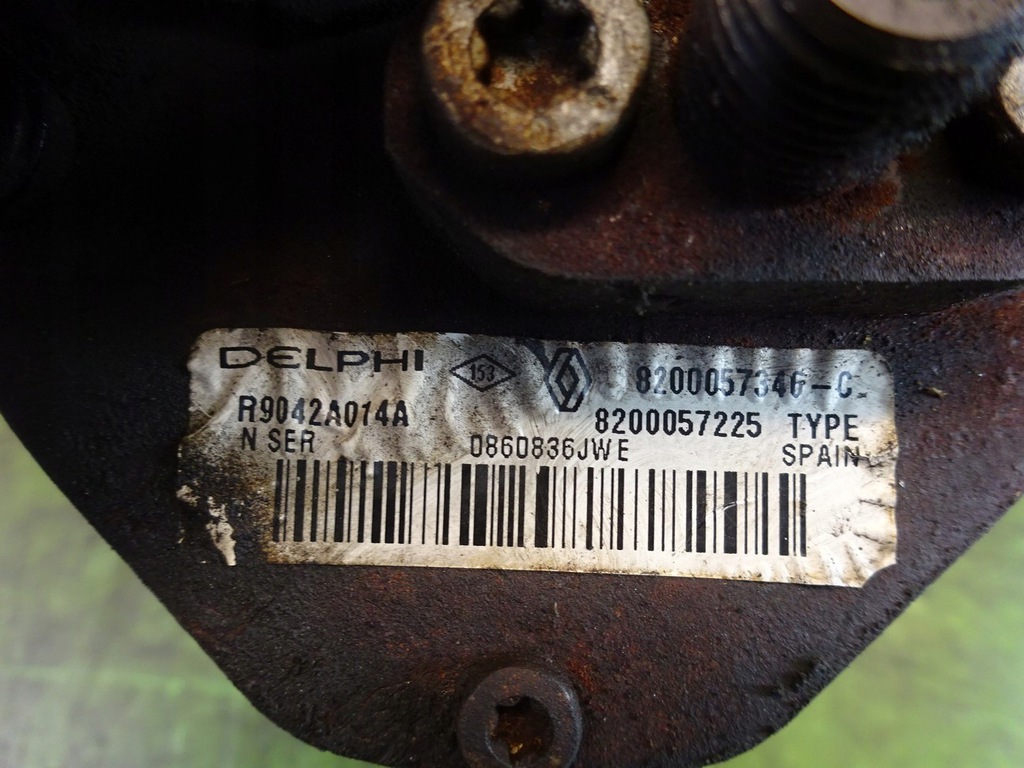 DELPHI 153 8200057346-C
R9042A014A 8200057225 TYPE
N SER 0860836JWE SPAIN